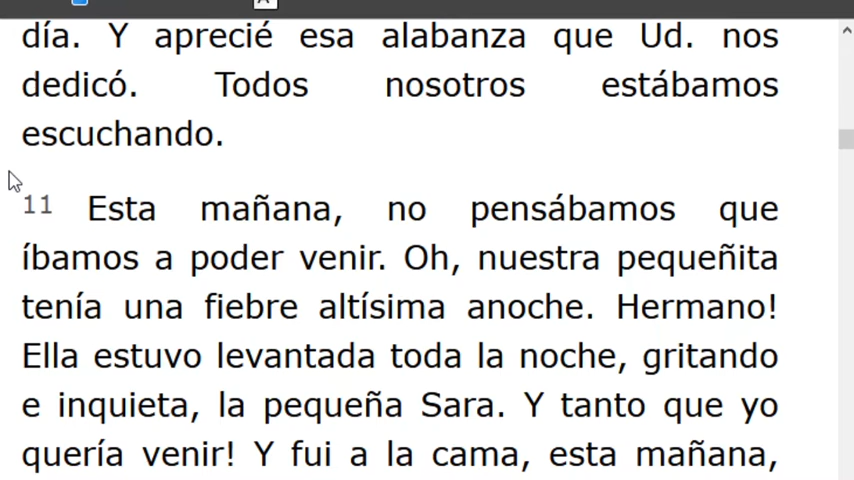 día. Y aprecié esa alabanza que Ud. nos
dedicó. Todos nosotros estábamos
escuchando.
11 Esta mañana, no pensábamos que
íbamos a poder venir. Oh, nuestra pequeñita
tenía una fiebre altísima anoche. Hermano!
Ella estuvo levantada toda la noche, gritando
e inquieta, la pequeña Sara. Y tanto que yo
quería venir! Y fui a la cama, esta mañana,